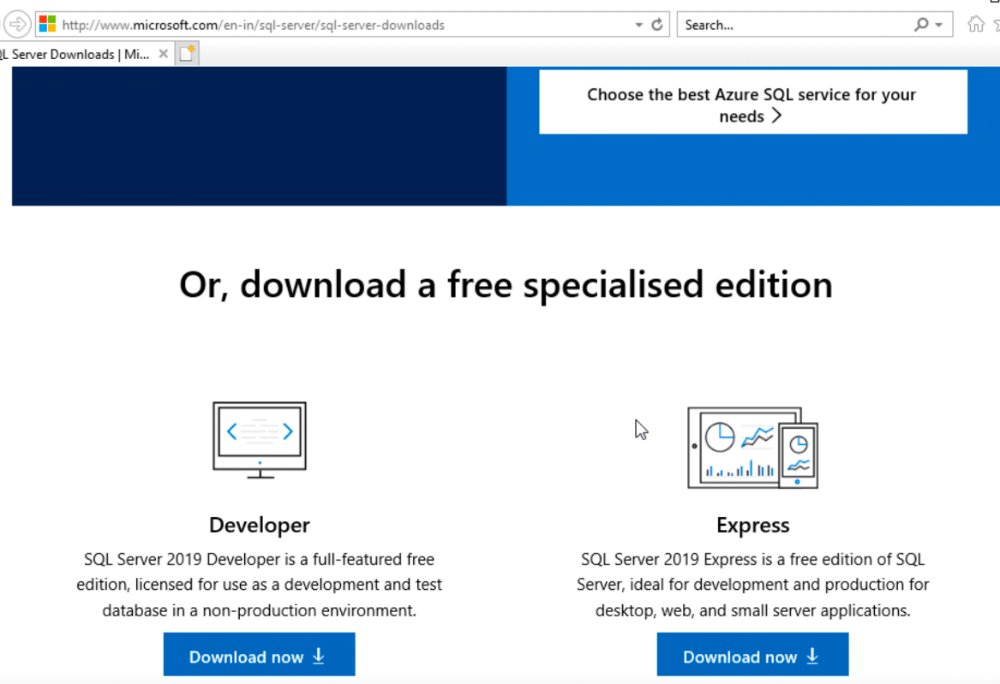 http://www.microsoft.com/en-in/sql-server/sql-server-downloads
Search...
Server Downloads | Mi...
Choose the best Azure SQL service for your
needs
Or, download a free specialised edition
Developer
SQL Server 2019 Developer is a full-featured free
edition, licensed for use as a development and test
database in a non-production environment.
Download now
Express
SQL Server 2019 Express is a free edition of SQL
Server, ideal for development and production for
desktop, web, and small server applications.
Download now